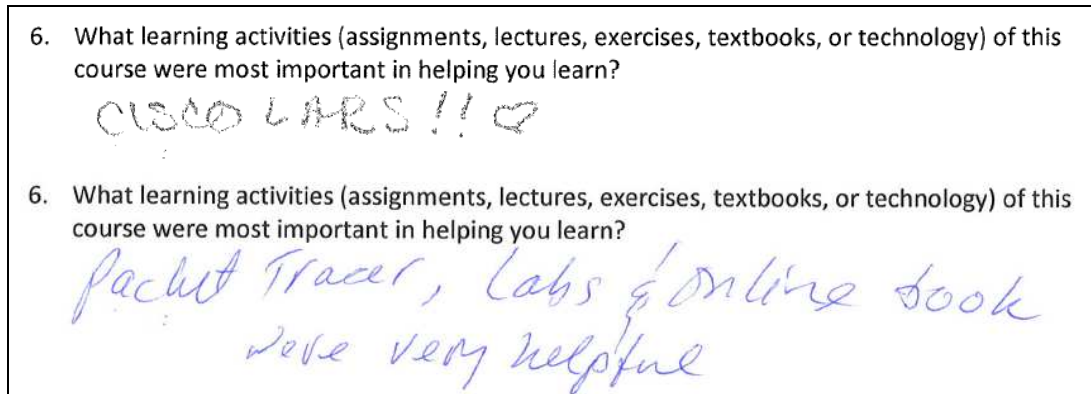 6. What learning activities (assignments, lectures, exercises, textbooks, or technology) of this
course were most important in helping you learn?
CISCO LABS!! ♡
6. What learning activities (assignments, lectures, exercises, textbooks, or technology) of this
course were most important in helping you learn?
Packet Tracer, Labs & Online book
were very helpful